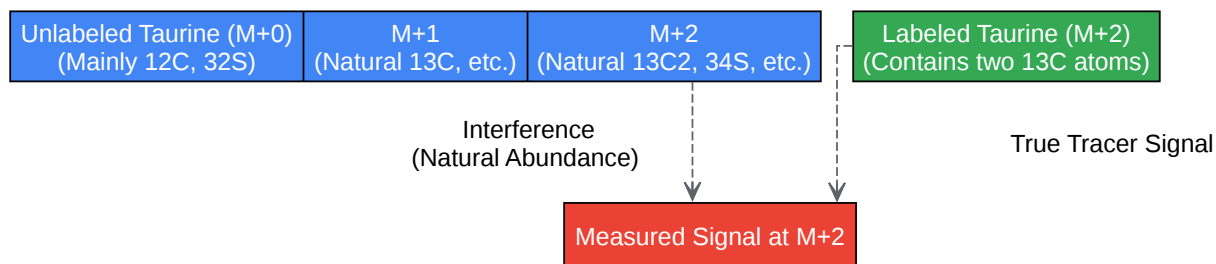 Unlabeled Taurine (M+0)
(Mainly 12C, 32S)
M+1
(Natural 13C, etc.)
M+2
(Natural 13C2, 34S, etc.)
Labeled Taurine (M+2)
(Contains two 13C atoms)
Interference
(Natural Abundance)
True Tracer Signal
Measured Signal at M+2